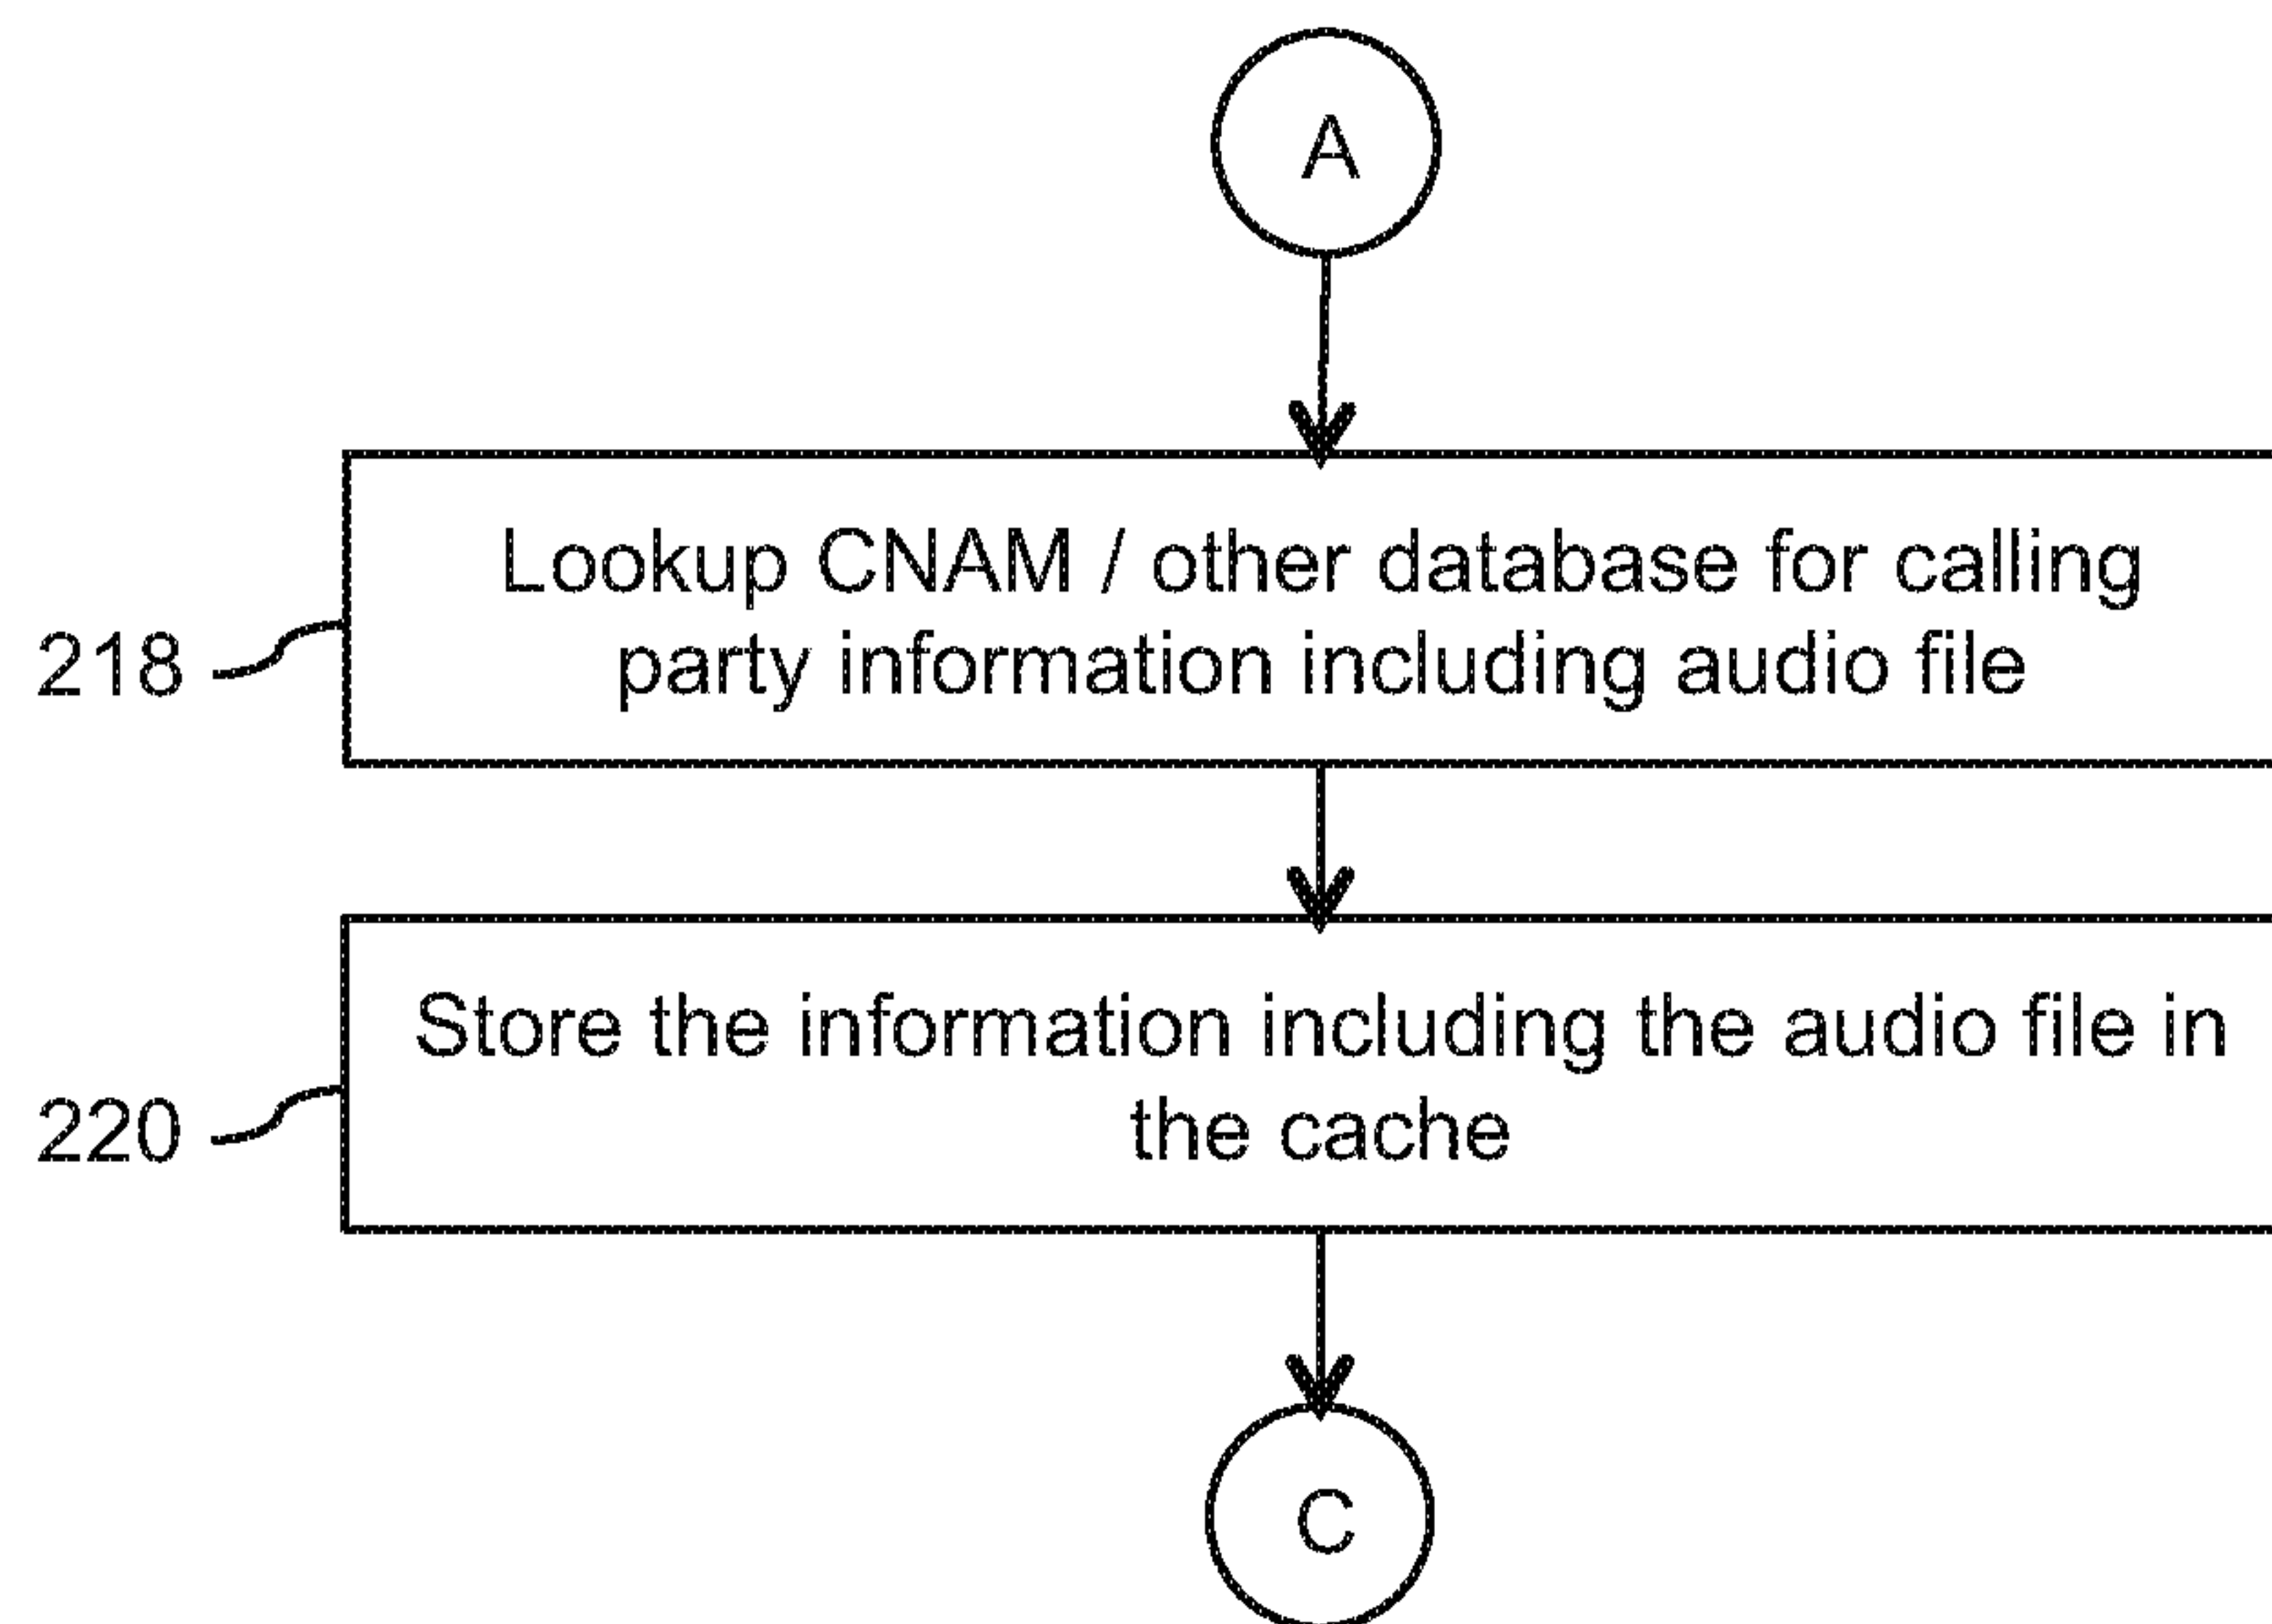 A
Lookup CNAM / other database for calling
party information including audio file
218
Store the information including the audio file in
the cache
220
C